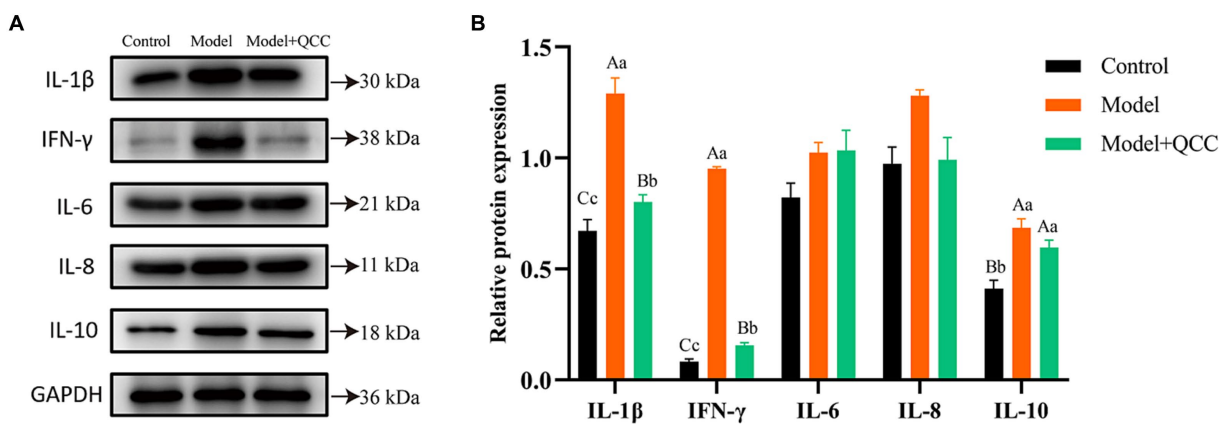 A
Control Model Model+QCC
IL-1β 30 kDa
IFN-γ 38 kDa
IL-6 21 kDa
IL-8 11 kDa
IL-10 18 kDa
GAPDH 36 kDa
B
Relative protein expression
1.5
1.0
0.5
0.0
Cc Aa Bb
Cc Aa Bb
Bb Aa Aa
IL-1β IFN-γ IL-6 IL-8 IL-10
Control
Model
Model+QCC